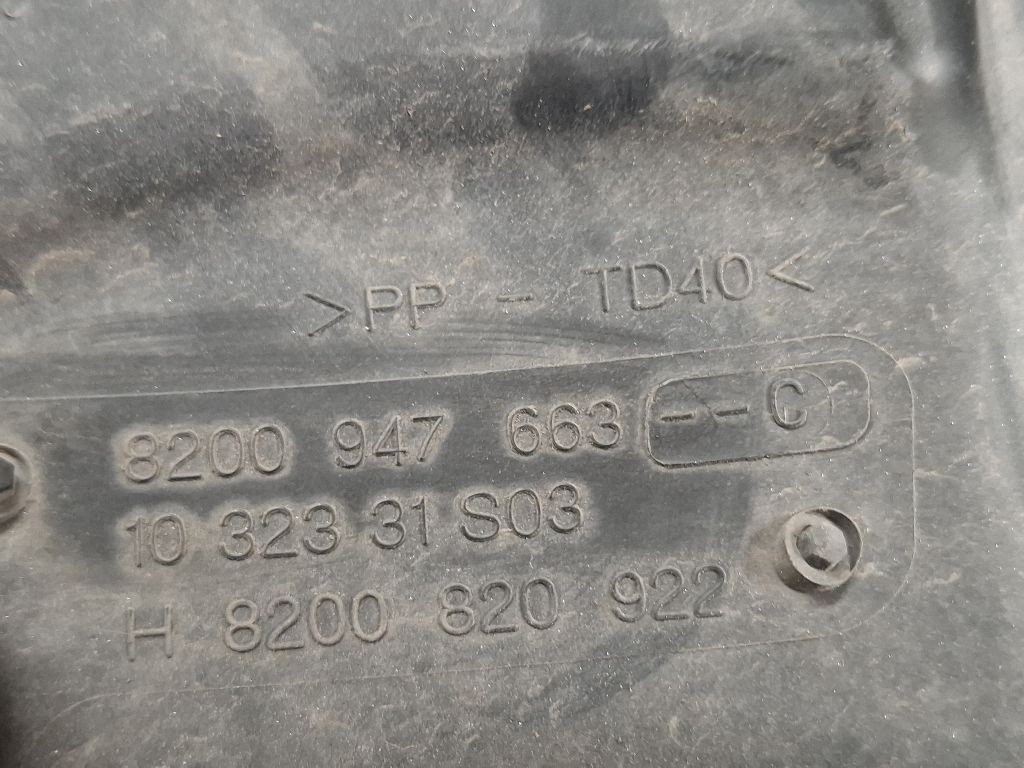 >PP - TD40<
8200 947 663 --C
10 323 31 S03
H 8200 820 922